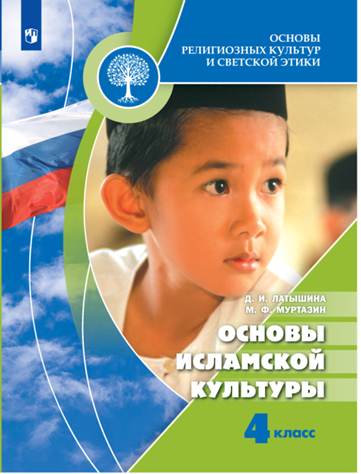 ОСНОВЫ
РЕЛИГИОЗНЫХ КУЛЬТУР
И СВЕТСКОЙ ЭТИКИ
Д. И. ЛАТЫШИНА
М. Ф. МУРТАЗИН
ОСНОВЫ
ИСЛАМСКОЙ
КУЛЬТУРЫ
4 класс